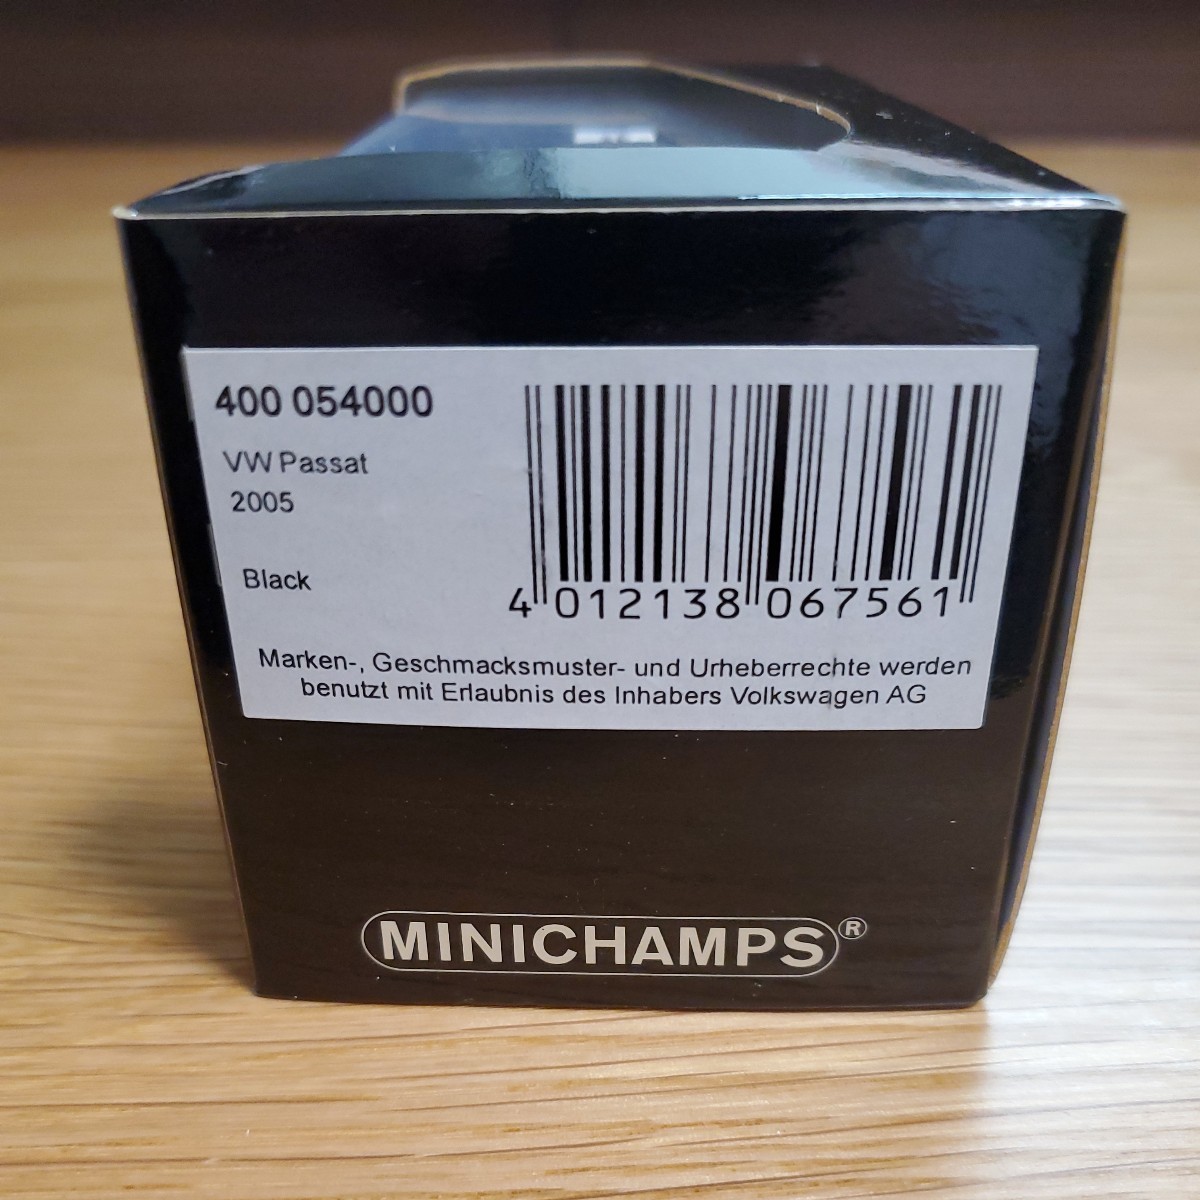 400 054000
VW Passat
2005
Black
4 012138 067561
Marken-, Geschmacksmuster- und Urheberrechte werden
benutzt mit Erlaubnis des Inhabers Volkswagen AG
MINICHAMPS®